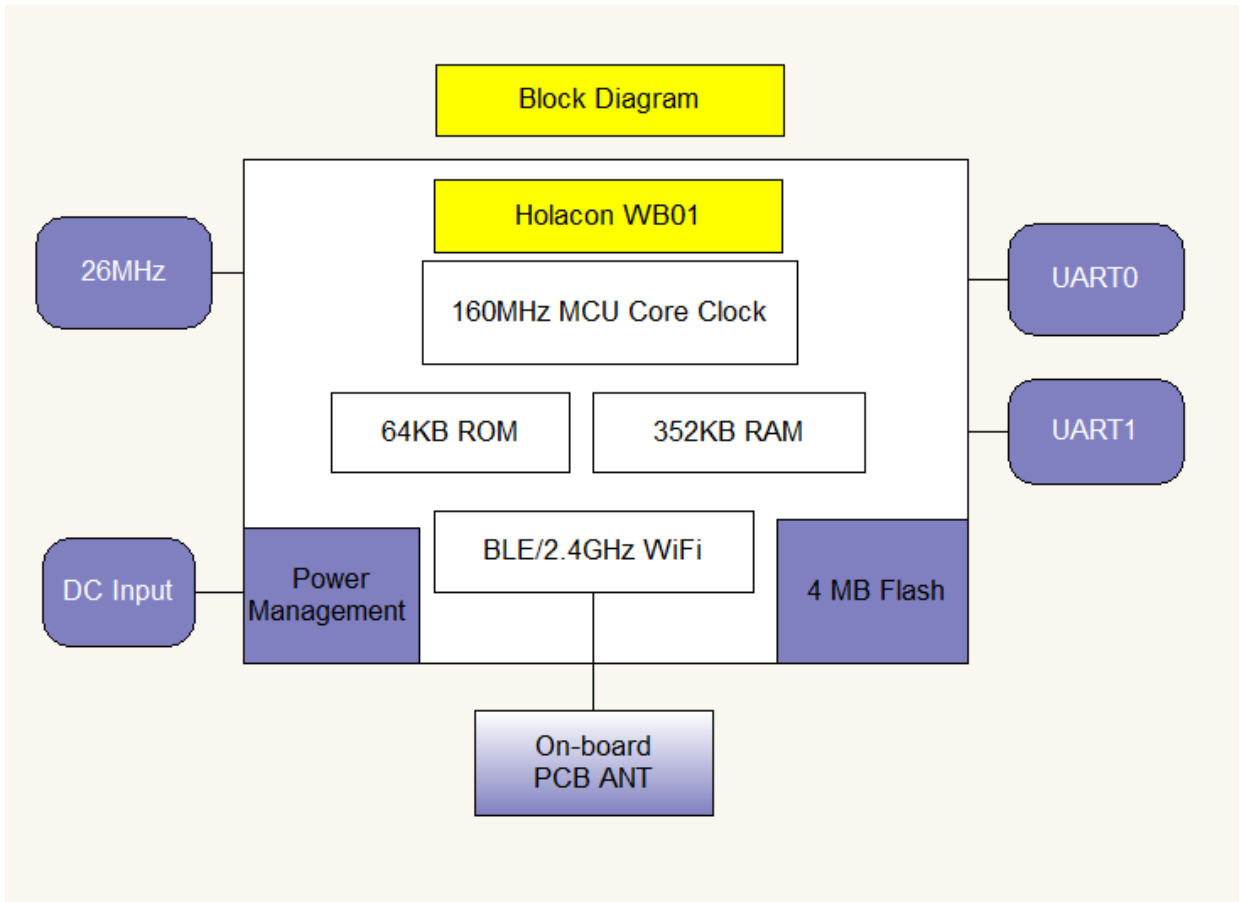 Block Diagram
Holacon WB01
26MHz
UART0
160MHz MCU Core Clock
64KB ROM
352KB RAM
UART1
BLE/2.4GHz WiFi
DC Input
Power
Management
4 MB Flash
On-board
PCB ANT